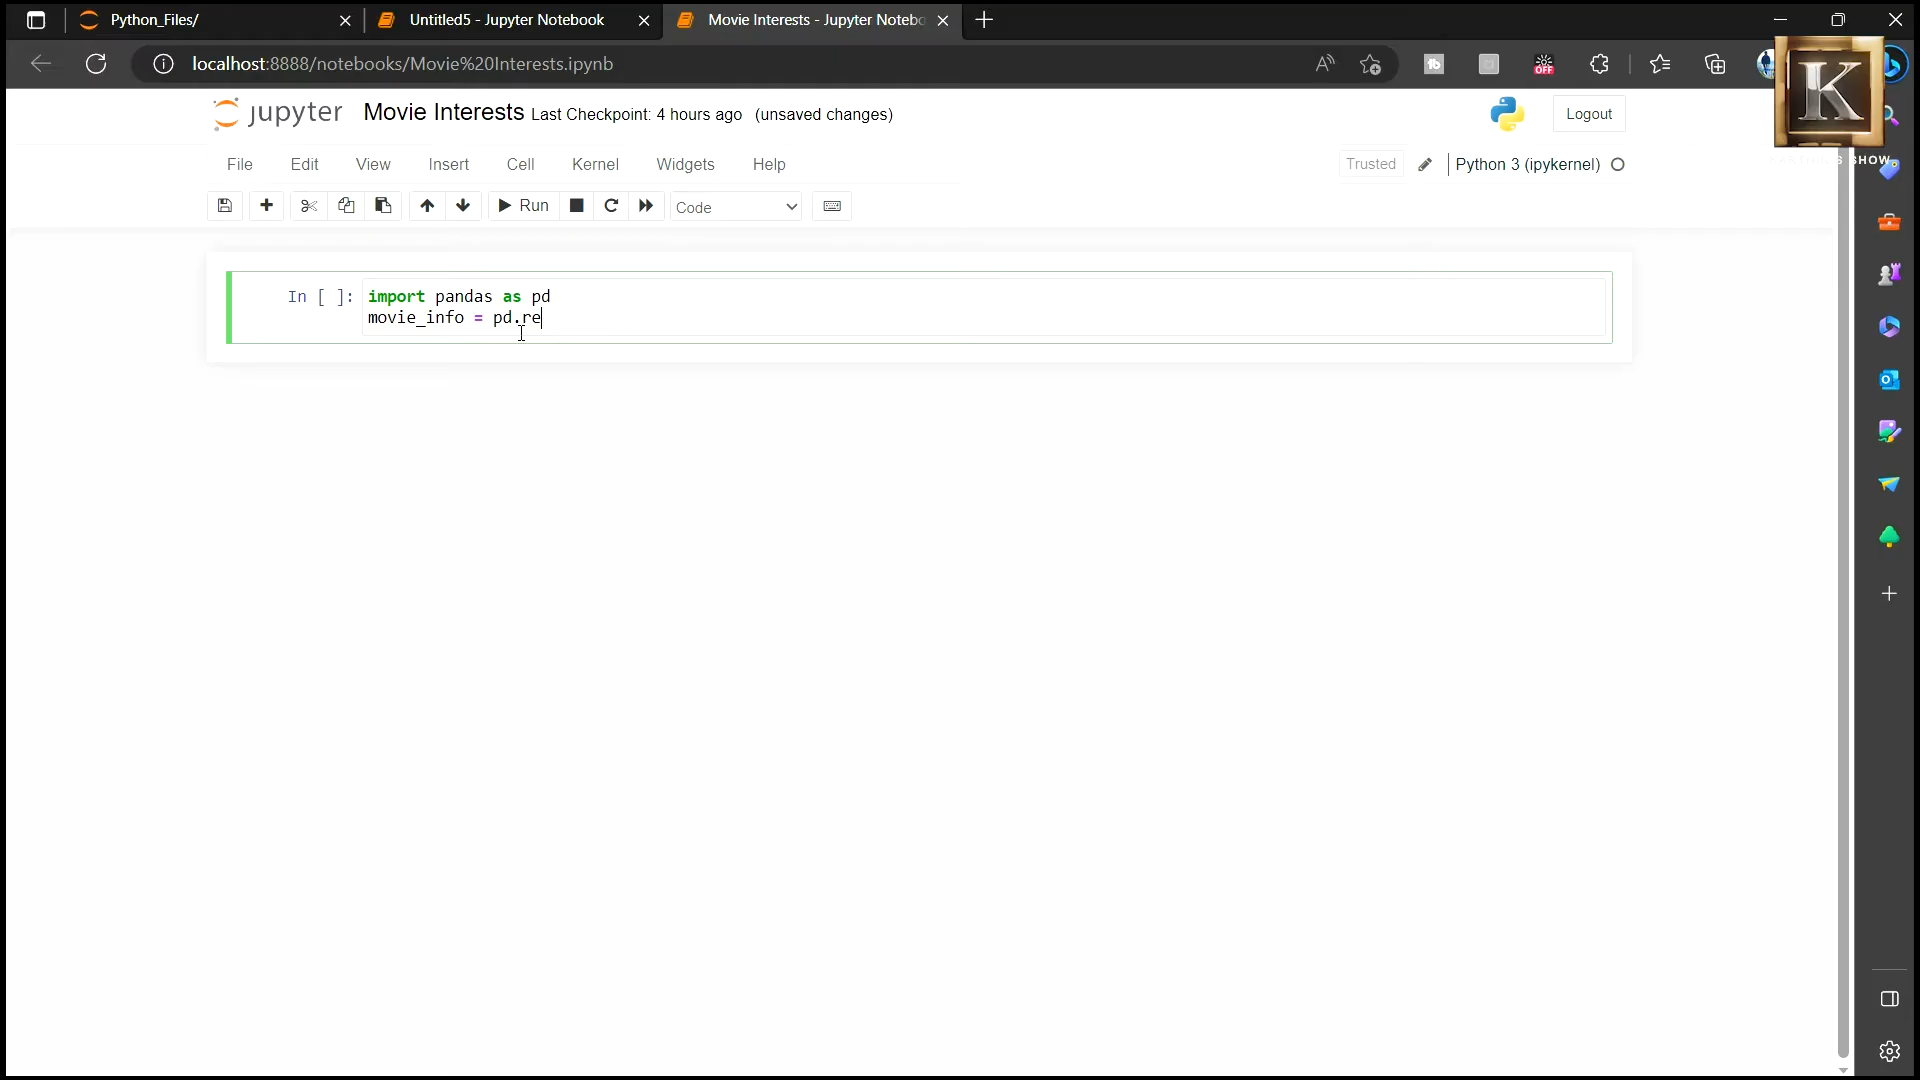 Python_Files/
Untitled5 - Jupyter Notebook
Movie Interests - Jupyter Notebo
localhost:8888/notebooks/Movie%20Interests.ipynb
OFF
K
SHOW
jupyter Movie Interests Last Checkpoint: 4 hours ago (unsaved changes)
Logout
File Edit View Insert Cell Kernel Widgets Help
Trusted Python 3 (ipykernel)
Run Code
In [ ]: import pandas as pd
movie_info = pd.re